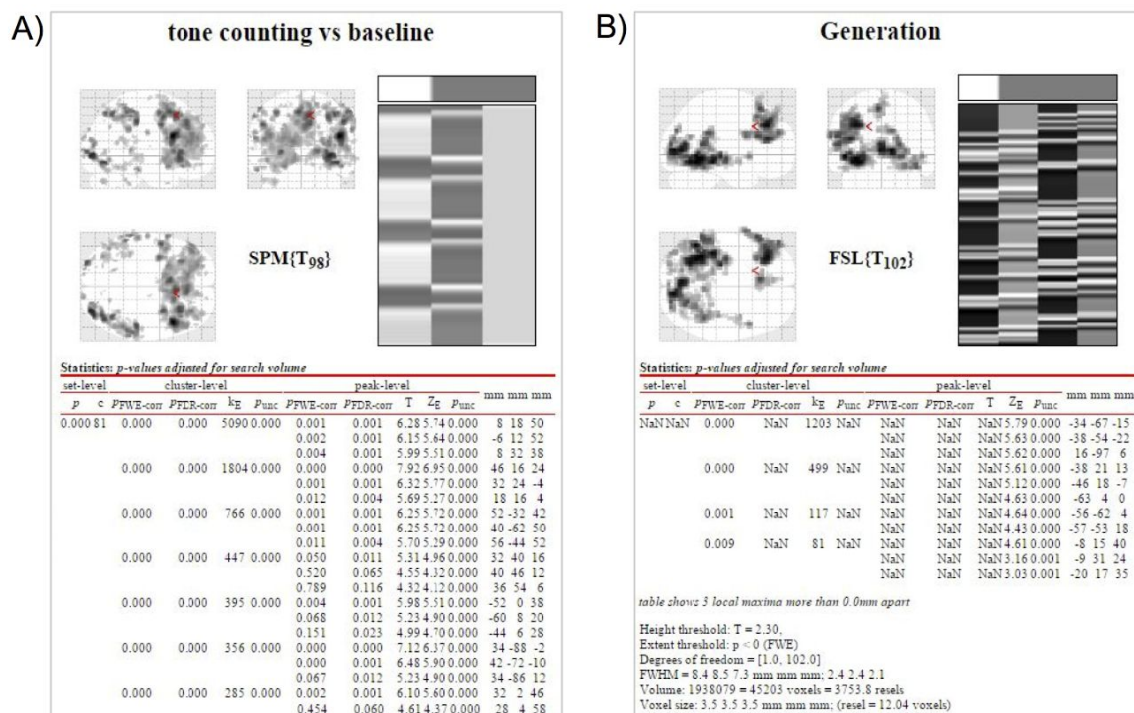 A)
tone counting vs baseline
SPM{T98}
Statistics: p-values adjusted for search volume
set-level cluster-level peak-level
p c pFWE-corr pFDR-corr kE punc pFWE-corr pFDR-corr T ZE punc mm mm mm
0.000 81 0.000 0.000 5090 0.000 0.001 0.001 6.28 5.74 0.000 8 18 50
0.002 0.001 6.15 5.64 0.000 -6 12 52
0.004 0.001 5.99 5.51 0.000 8 32 38
0.000 0.000 1804 0.000 0.000 0.000 7.92 6.95 0.000 46 16 24
0.001 0.001 6.32 5.77 0.000 32 24 -4
0.012 0.004 5.69 5.27 0.000 18 16 4
0.000 0.000 766 0.000 0.001 0.001 6.25 5.72 0.000 52 -32 42
0.001 0.001 6.25 5.72 0.000 40 -62 50
0.011 0.004 5.70 5.29 0.000 56 -44 52
0.000 0.000 447 0.000 0.050 0.011 5.31 4.96 0.000 32 40 16
0.520 0.065 4.55 4.32 0.000 40 46 12
0.789 0.116 4.32 4.12 0.000 36 54 6
0.000 0.000 395 0.000 0.004 0.001 5.98 5.51 0.000 -52 0 38
0.068 0.012 5.23 4.90 0.000 -60 8 20
0.151 0.023 4.99 4.70 0.000 -44 6 28
0.000 0.000 356 0.000 0.000 0.000 7.12 6.37 0.000 34 -88 -2
0.000 0.001 6.48 5.90 0.000 42 -72 -10
0.067 0.012 5.23 4.90 0.000 34 -86 12
0.000 0.000 285 0.000 0.002 0.001 6.10 5.60 0.000 32 2 46
0.454 0.060 4.61 4.37 0.000 28 4 58
B)
Generation
FSL{T102}
Statistics: p-values adjusted for search volume
set-level cluster-level peak-level
p c pFWE-corr pFDR-corr kE punc pFWE-corr pFDR-corr T ZE punc mm mm mm
NaN NaN 0.000 NaN 1203 NaN NaN NaN NaN 5.79 0.000 -34 -67 -15
NaN NaN NaN 5.63 0.000 -38 -54 -22
NaN NaN NaN 5.62 0.000 16 -97 6
0.000 NaN 499 NaN NaN NaN NaN 5.61 0.000 -38 21 13
NaN NaN NaN 5.12 0.000 -46 18 -7
NaN NaN NaN 4.63 0.000 -63 4 0
0.001 NaN 117 NaN NaN NaN NaN 4.64 0.000 -56 -62 4
NaN NaN NaN 4.43 0.000 -57 -53 18
0.009 NaN 81 NaN NaN NaN NaN 4.61 0.000 -8 15 40
NaN NaN NaN 3.16 0.001 -9 31 24
NaN NaN NaN 3.03 0.001 -20 17 35
table shows 3 local maxima more than 0.0mm apart
Height threshold: T = 2.30,
Extent threshold: p < 0 (FWE)
Degrees of freedom = [1.0, 102.0]
FWHM = 8.4 8.5 7.3 mm mm mm; 2.4 2.4 2.1
Volume: 1938079 = 45203 voxels = 3753.8 resels
Voxel size: 3.5 3.5 3.5 mm mm mm; (resel = 12.04 voxels)